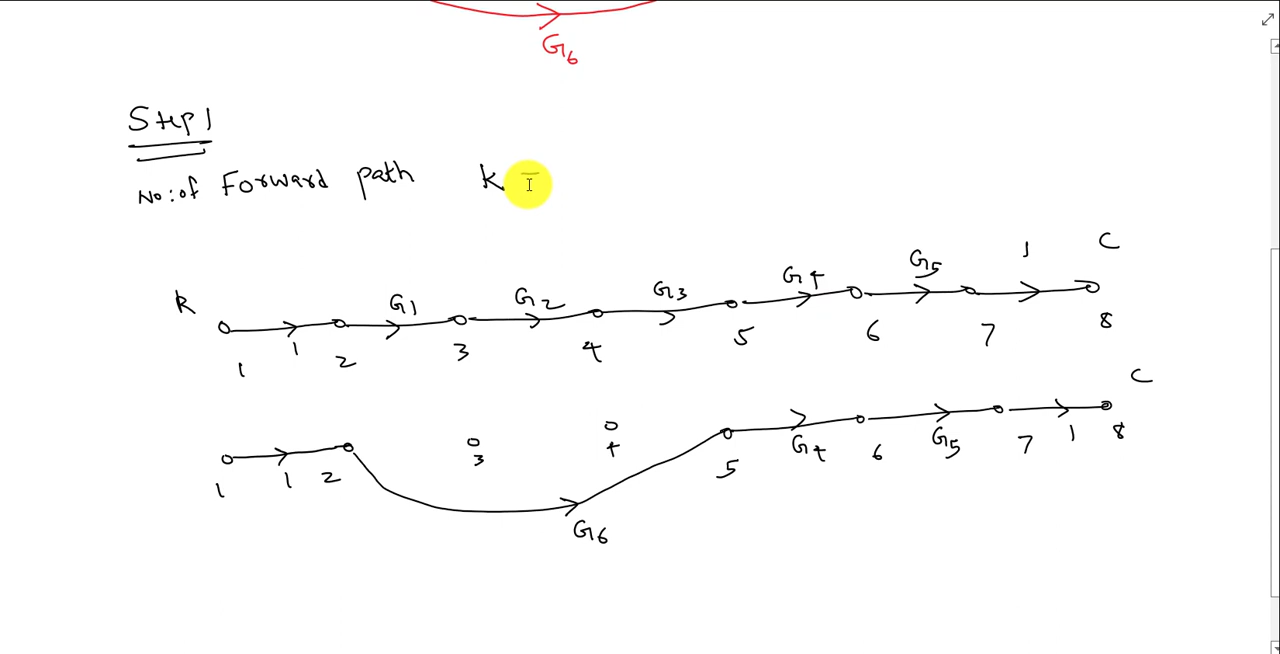 G6
Step 1
No: of Forward path K =
R G1 G2 G3 G4 G5 1 C
1 1 2 3 4 5 6 7 8
C
3 4 G4 G5
1 1 2 5 6 7 1 8
G6